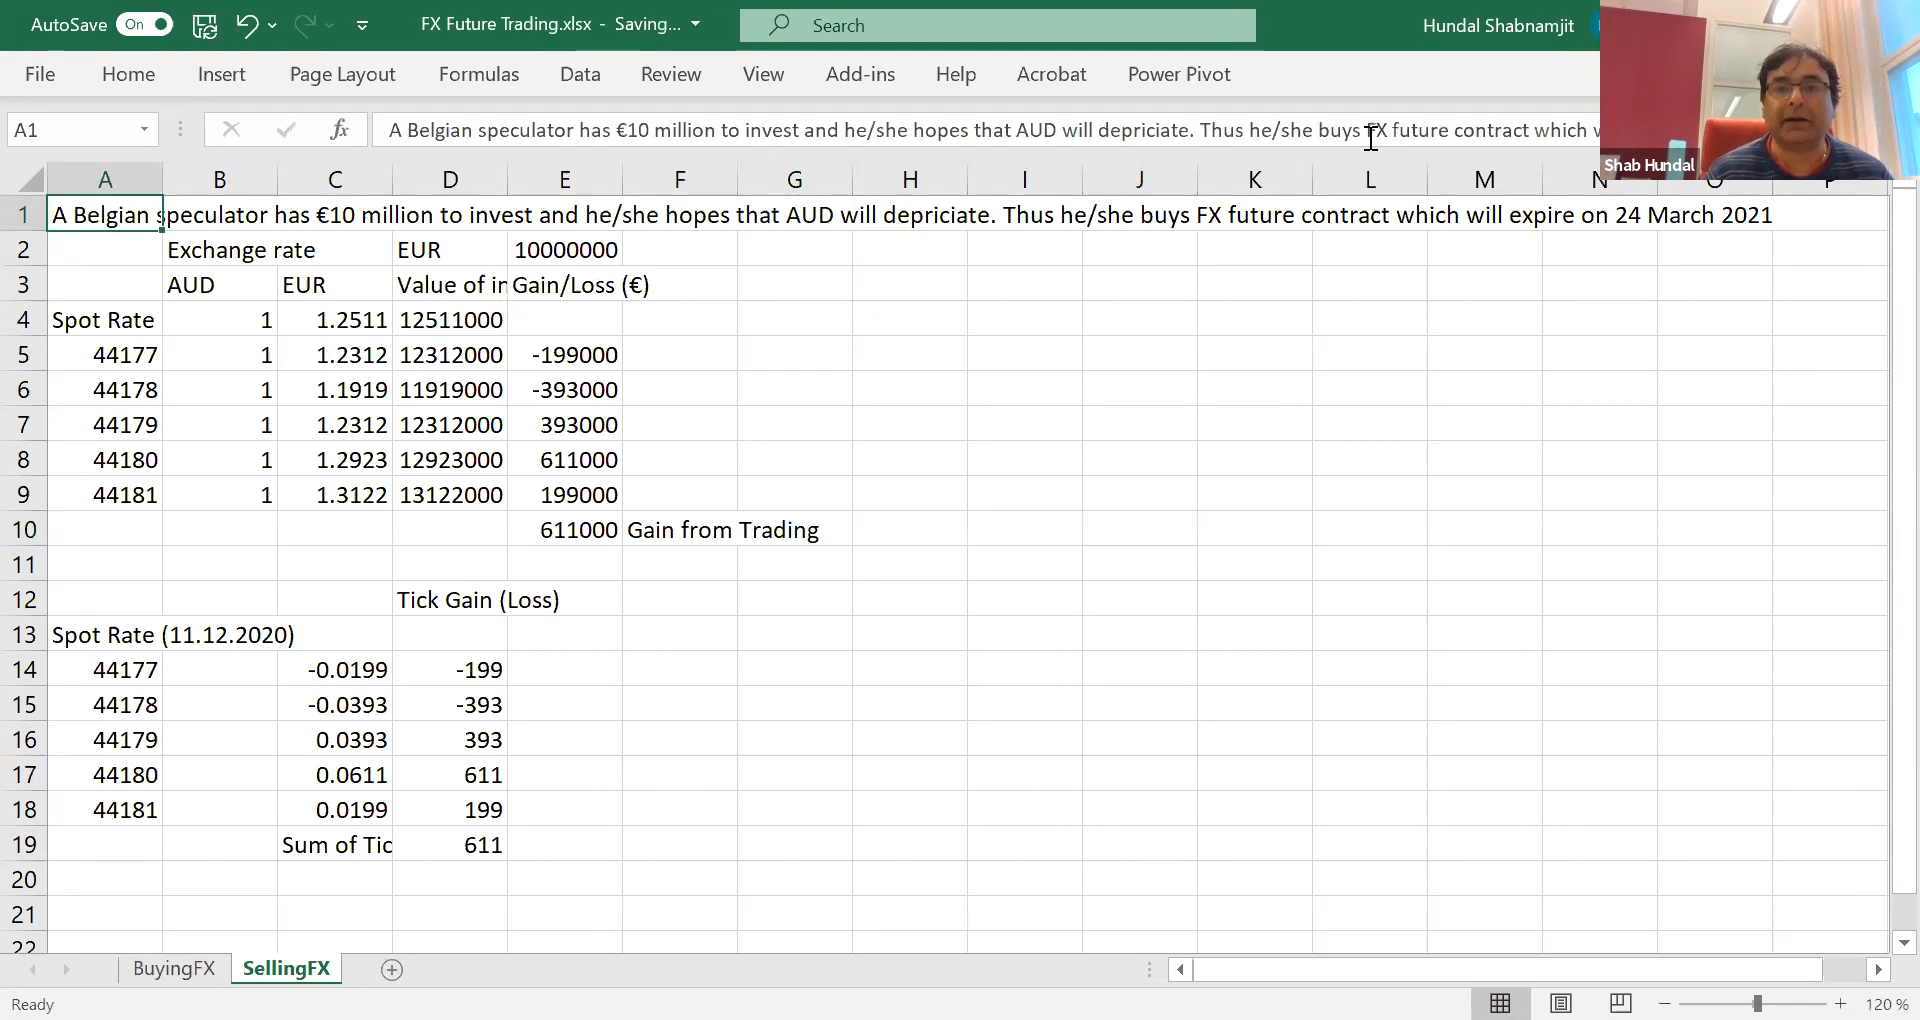 AutoSave On FX Future Trading.xlsx - Saving... Search Hundal Shabnamjit
File Home Insert Page Layout Formulas Data Review View Add-ins Help Acrobat Power Pivot
A1 fx A Belgian speculator has €10 million to invest and he/she hopes that AUD will depriciate. Thus he/she buys FX future contract which w
Shab Hundal
A B C D E F G H I J K L M N O P
1 A Belgian speculator has €10 million to invest and he/she hopes that AUD will depriciate. Thus he/she buys FX future contract which will expire on 24 March 2021
2 Exchange rate EUR 10000000
3 AUD EUR Value of in Gain/Loss (€)
4 Spot Rate 1 1.2511 12511000
5 44177 1 1.2312 12312000 -199000
6 44178 1 1.1919 11919000 -393000
7 44179 1 1.2312 12312000 393000
8 44180 1 1.2923 12923000 611000
9 44181 1 1.3122 13122000 199000
10 611000 Gain from Trading
11
12 Tick Gain (Loss)
13 Spot Rate (11.12.2020)
14 44177 -0.0199 -199
15 44178 -0.0393 -393
16 44179 0.0393 393
17 44180 0.0611 611
18 44181 0.0199 199
19 Sum of Tic 611
20
21
22
BuyingFX SellingFX
Ready 120 %